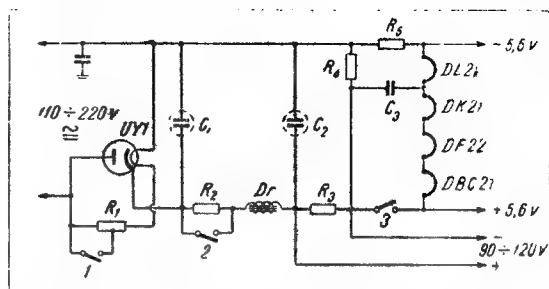 R₅
~5,6v
R₄
DL21
C₃
DK21
110÷220v
UY1
C₁
C₂
DF22
R₂
Dr
R₃
DBC21
R₁
+5,6v
1
2
3
−
90÷120v
+